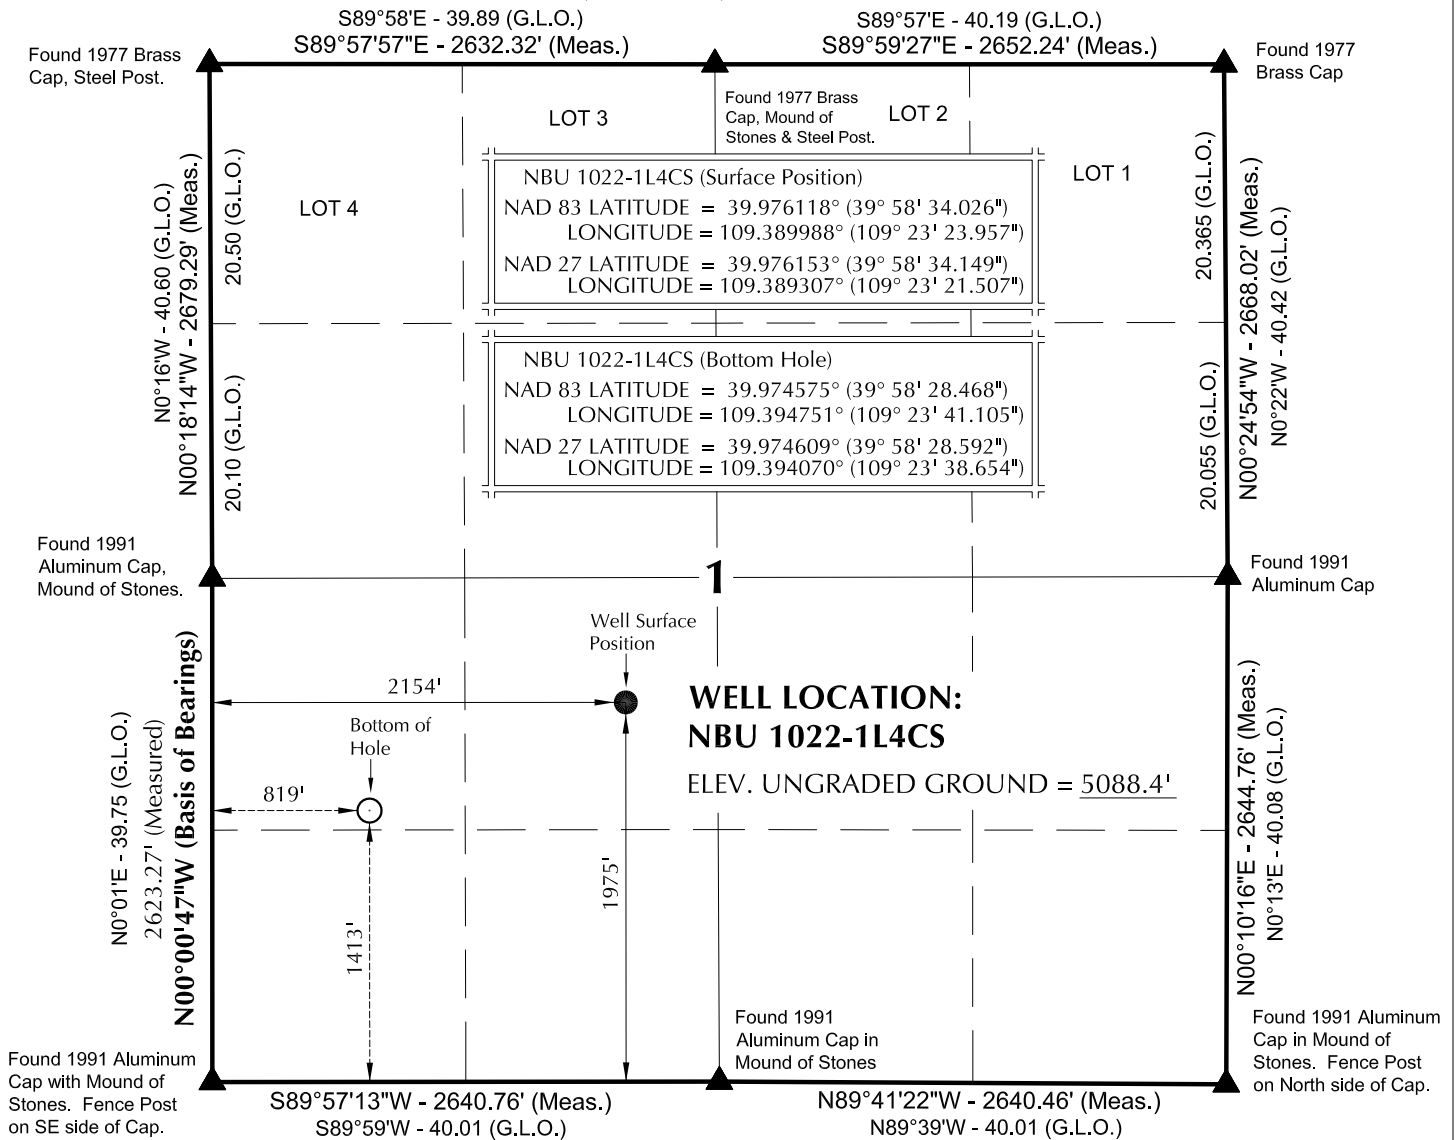 S89°58'E - 39.89 (G.L.O.)
S89°57'57"E - 2632.32' (Meas.)
S89°57'E - 40.19 (G.L.O.)
S89°59'27"E - 2652.24' (Meas.)
Found 1977 Brass
Cap, Steel Post.
Found 1977
Brass Cap
Found 1977 Brass
Cap, Mound of
Stones & Steel Post.
LOT 3
LOT 2
LOT 4
LOT 1
N0°16'W - 40.60 (G.L.O.)
N00°18'14"W - 2679.29' (Meas.)
20.50 (G.L.O.)
20.10 (G.L.O.)
20.365 (G.L.O.)
20.055 (G.L.O.)
N00°24'54"W - 2668.02' (Meas.)
N0°22'W - 40.42 (G.L.O.)
NBU 1022-1L4CS (Surface Position)
NAD 83 LATITUDE = 39.976118° (39° 58' 34.026")
LONGITUDE = 109.389988° (109° 23' 23.957")
NAD 27 LATITUDE = 39.976153° (39° 58' 34.149")
LONGITUDE = 109.389307° (109° 23' 21.507")
NBU 1022-1L4CS (Bottom Hole)
NAD 83 LATITUDE = 39.974575° (39° 58' 28.468")
LONGITUDE = 109.394751° (109° 23' 41.105")
NAD 27 LATITUDE = 39.974609° (39° 58' 28.592")
LONGITUDE = 109.394070° (109° 23' 38.654")
Found 1991
Aluminum Cap,
Mound of Stones.
1
Found 1991
Aluminum Cap
Well Surface
Position
2154'
Bottom of
Hole
819'
WELL LOCATION:
NBU 1022-1L4CS
ELEV. UNGRADED GROUND = 5088.4'
N0°01'E - 39.75 (G.L.O.)
2623.27' (Measured)
N00°00'47"W (Basis of Bearings)
1413'
1975'
N00°10'16"E - 2644.76' (Meas.)
N0°13'E - 40.08 (G.L.O.)
Found 1991 Aluminum
Cap with Mound of
Stones. Fence Post
on SE side of Cap.
Found 1991
Aluminum Cap in
Mound of Stones
Found 1991 Aluminum
Cap in Mound of
Stones. Fence Post
on North side of Cap.
S89°57'13"W - 2640.76' (Meas.)
S89°59'W - 40.01 (G.L.O.)
N89°41'22"W - 2640.46' (Meas.)
N89°39'W - 40.01 (G.L.O.)